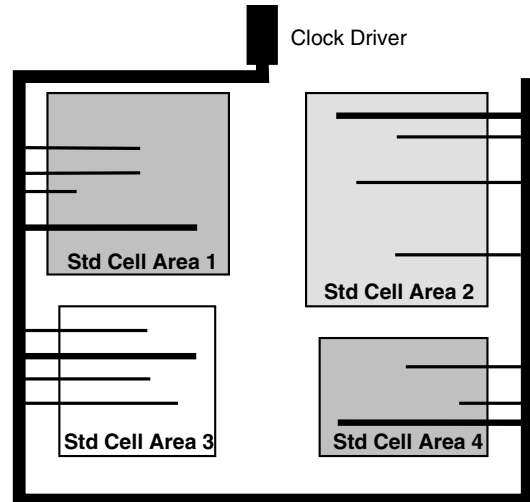 Clock Driver
Std Cell Area 1
Std Cell Area 2
Std Cell Area 3
Std Cell Area 4